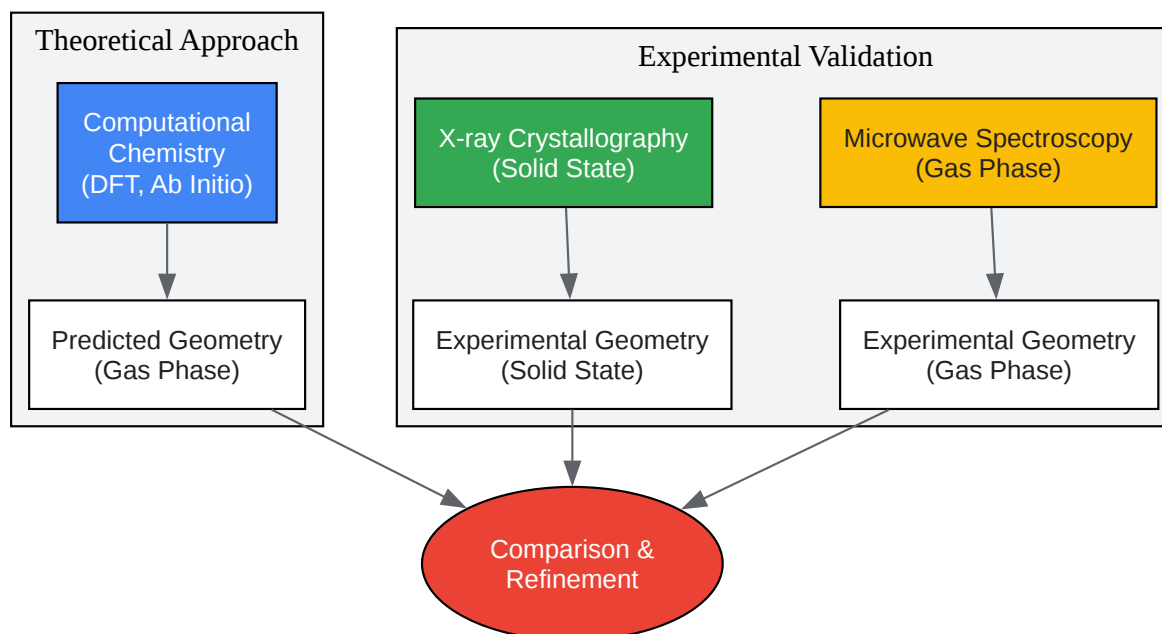 Theoretical Approach
Computational
Chemistry
(DFT, Ab Initio)
Predicted Geometry
(Gas Phase)
Experimental Validation
X-ray Crystallography
(Solid State)
Microwave Spectroscopy
(Gas Phase)
Experimental Geometry
(Solid State)
Experimental Geometry
(Gas Phase)
Comparison &
Refinement